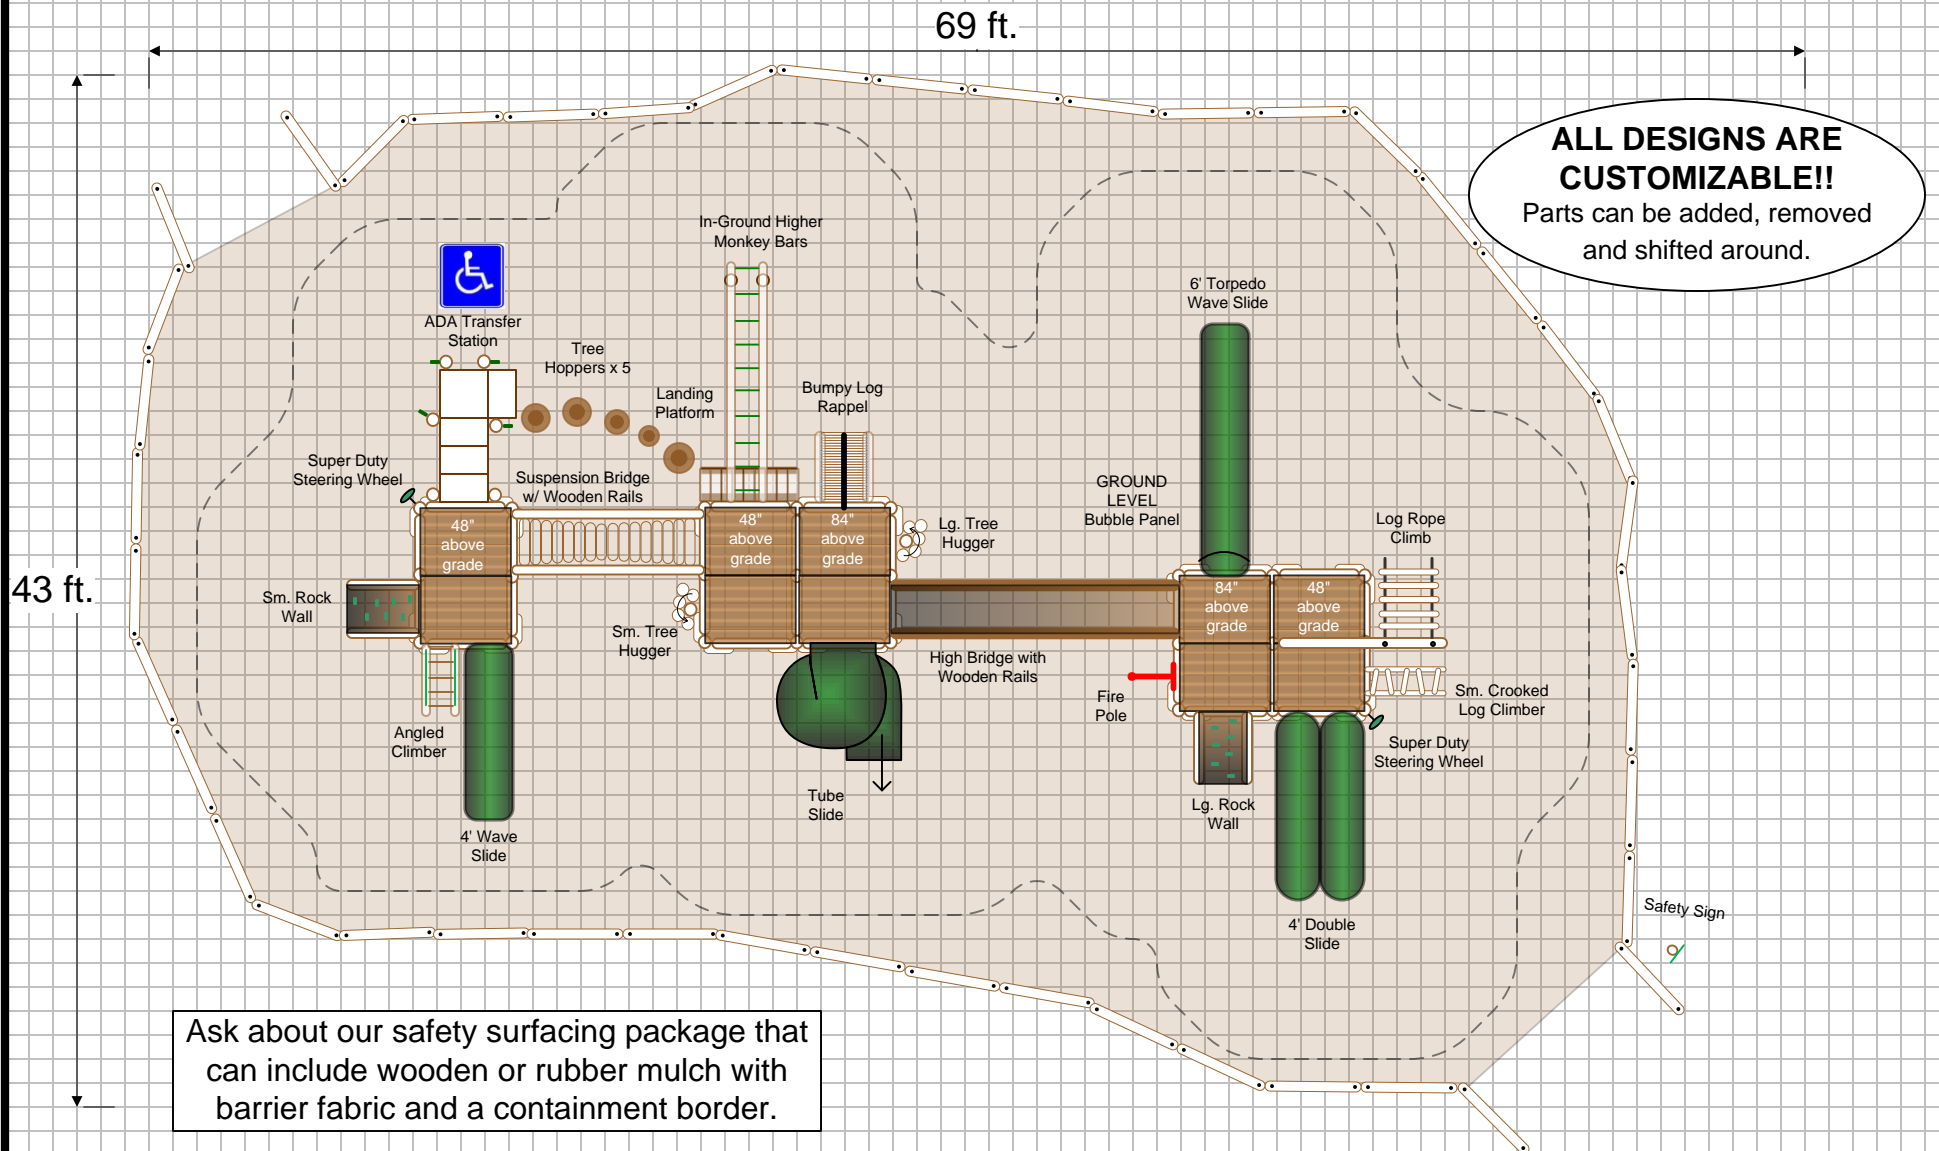 69 ft.
ALL DESIGNS ARE
CUSTOMIZABLE!!
Parts can be added, removed
and shifted around.
In-Ground Higher
Monkey Bars
6' Torpedo
Wave Slide
ADA Transfer
Station
Tree
Hoppers x 5
Landing
Platform
Bumpy Log
Rappel
Super Duty
Steering Wheel
Suspension Bridge
w/ Wooden Rails
GROUND
LEVEL
Bubble Panel
48"
above
grade
48"
above
grade
84"
above
grade
Lg. Tree
Hugger
Log Rope
Climb
43 ft.
Sm. Rock
Wall
Sm. Tree
Hugger
84"
above
grade
48"
above
grade
High Bridge with
Wooden Rails
Fire
Pole
Sm. Crooked
Log Climber
Angled
Climber
Super Duty
Steering Wheel
Tube
Slide
Lg. Rock
Wall
4' Wave
Slide
4' Double
Slide
Safety Sign
Ask about our safety surfacing package that
can include wooden or rubber mulch with
barrier fabric and a containment border.